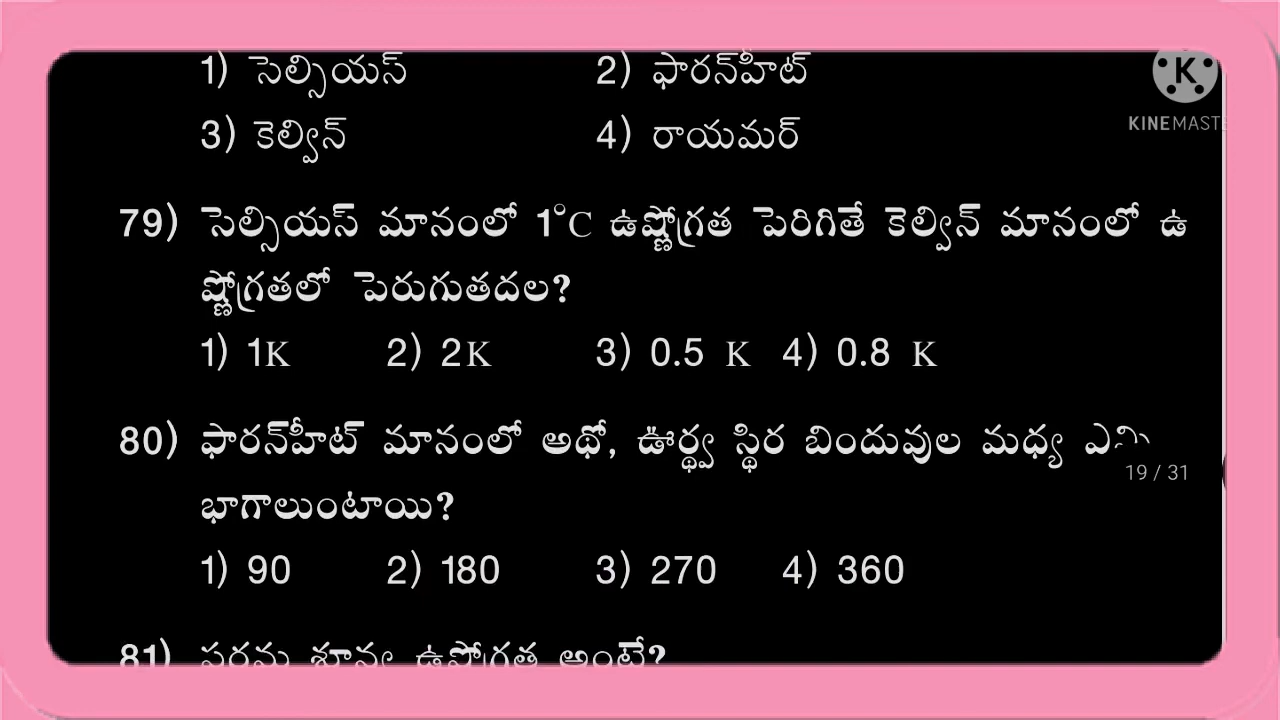 1) సెల్సియస్ 2) ఫారన్‌హీట్
KINEMASTE
3) కెల్విన్ 4) రాయమర్
79) సెల్సియస్ మానంలో 1°C ఉష్ణోగ్రత పెరిగితే కెల్విన్ మానంలో ఉ
ష్ణోగ్రతలో పెరుగుతదల?
1) 1K 2) 2K 3) 0.5 K 4) 0.8 K
80) ఫారన్‌హీట్ మానంలో అథో, ఊర్థ్వ స్థిర బిందువుల మధ్య
19 / 31
భాగాలుంటాయి?
1) 90 2) 180 3) 270 4) 360
81) పరమ శూన్య ఉష్ణోగ్రత అంటే?